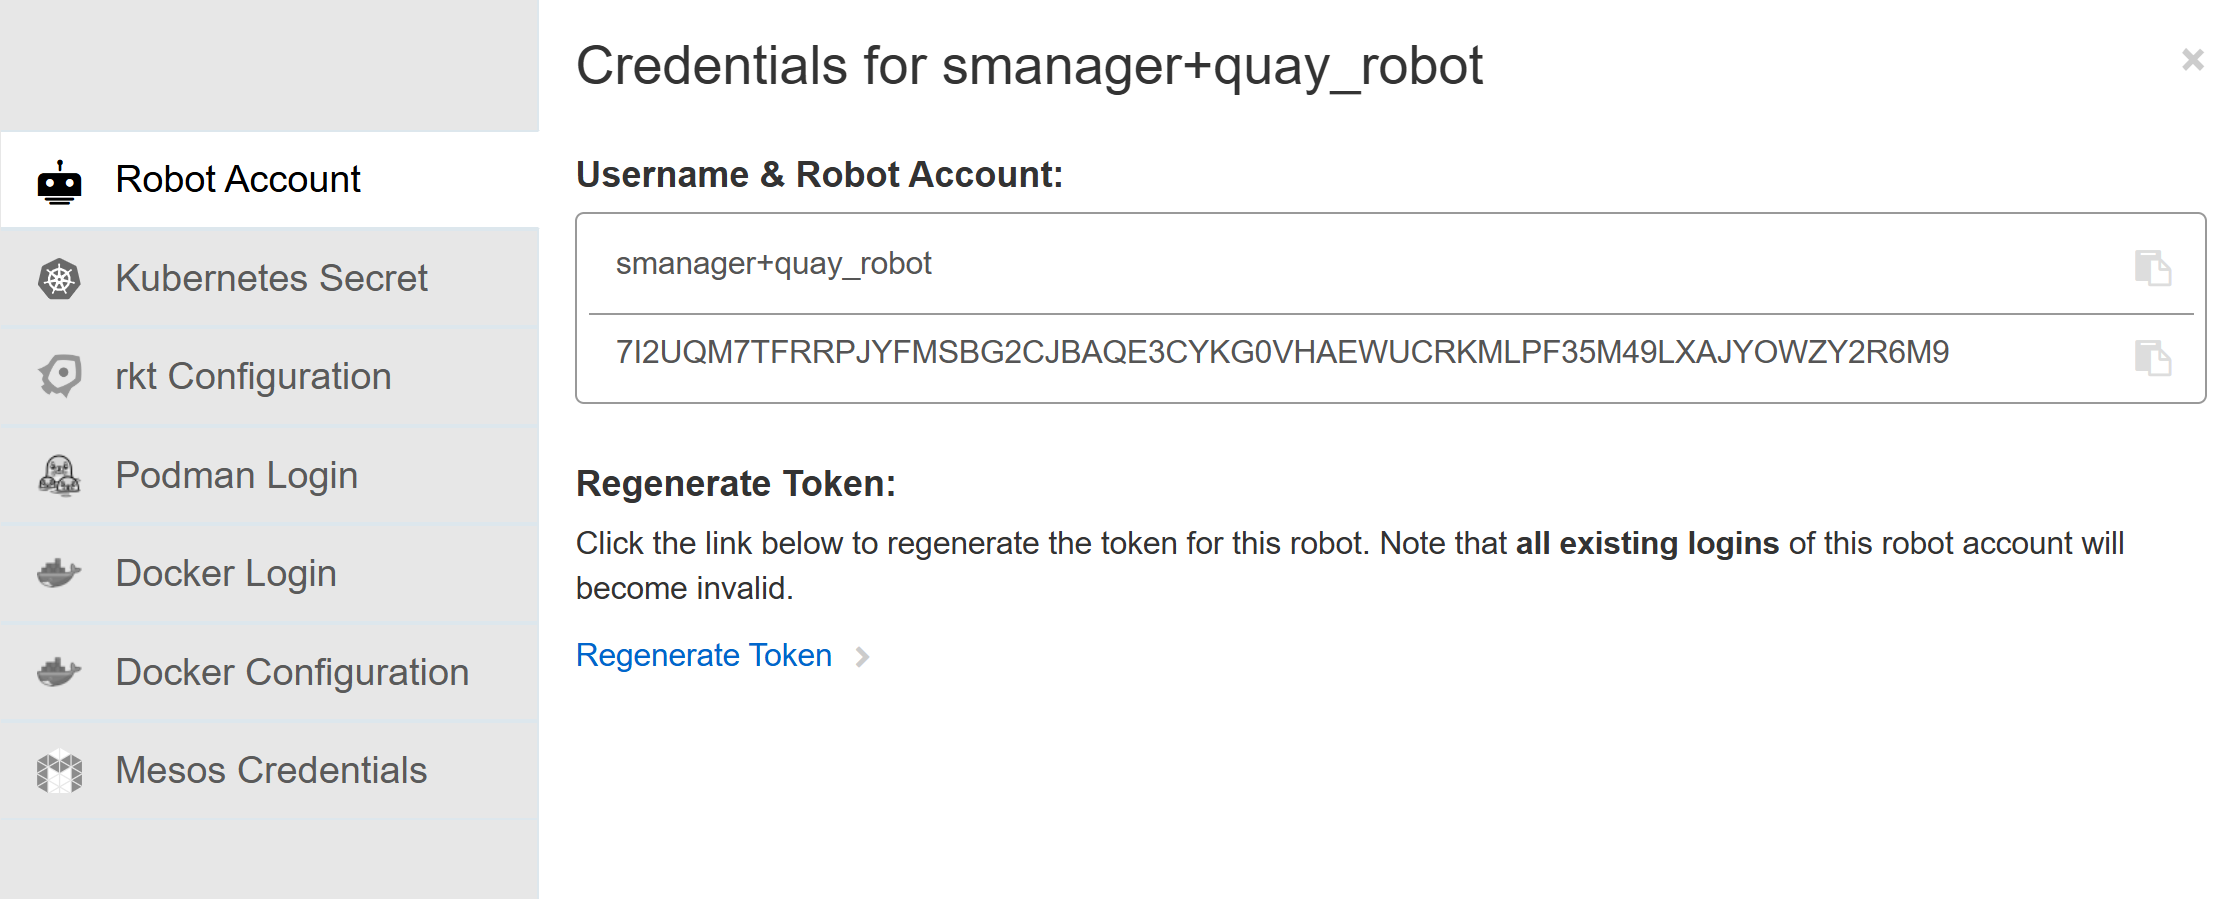 Credentials for smanager+quay_robot
Robot Account
Kubernetes Secret
rkt Configuration
Podman Login
Docker Login
Docker Configuration
Mesos Credentials
Username & Robot Account:
smanager+quay_robot
7I2UQM7TFRRPJYFMSBG2CJBAQE3CYKG0VHAEWUCRKMLPF35M49LXAJYOWZY2R6M9
Regenerate Token:
Click the link below to regenerate the token for this robot. Note that all existing logins of this robot account will
become invalid.
Regenerate Token